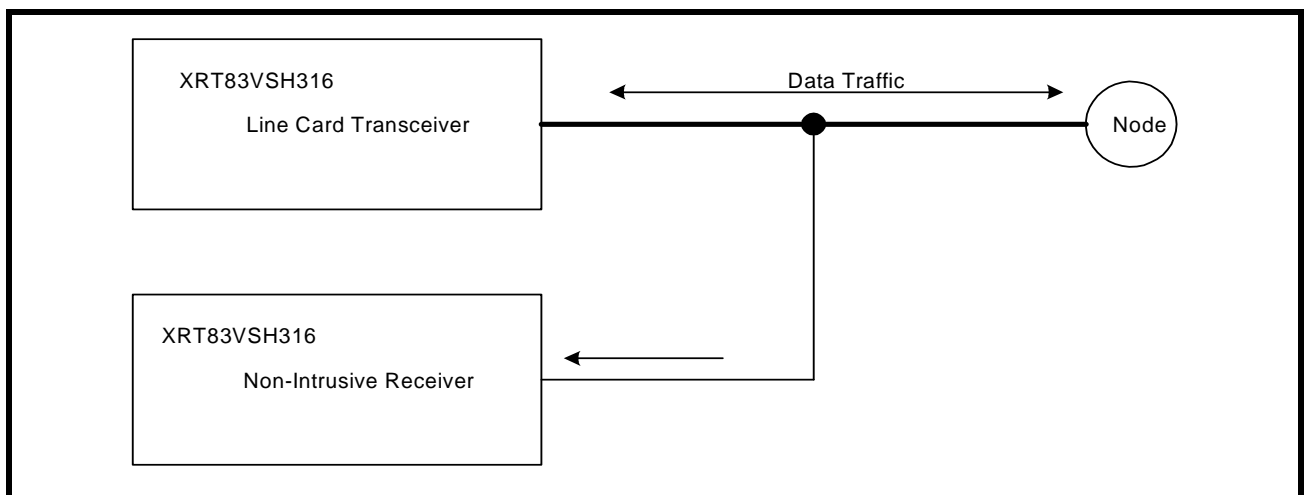 XRT83VSH316
Line Card Transceiver
Data Traffic
Node
XRT83VSH316
Non-Intrusive Receiver